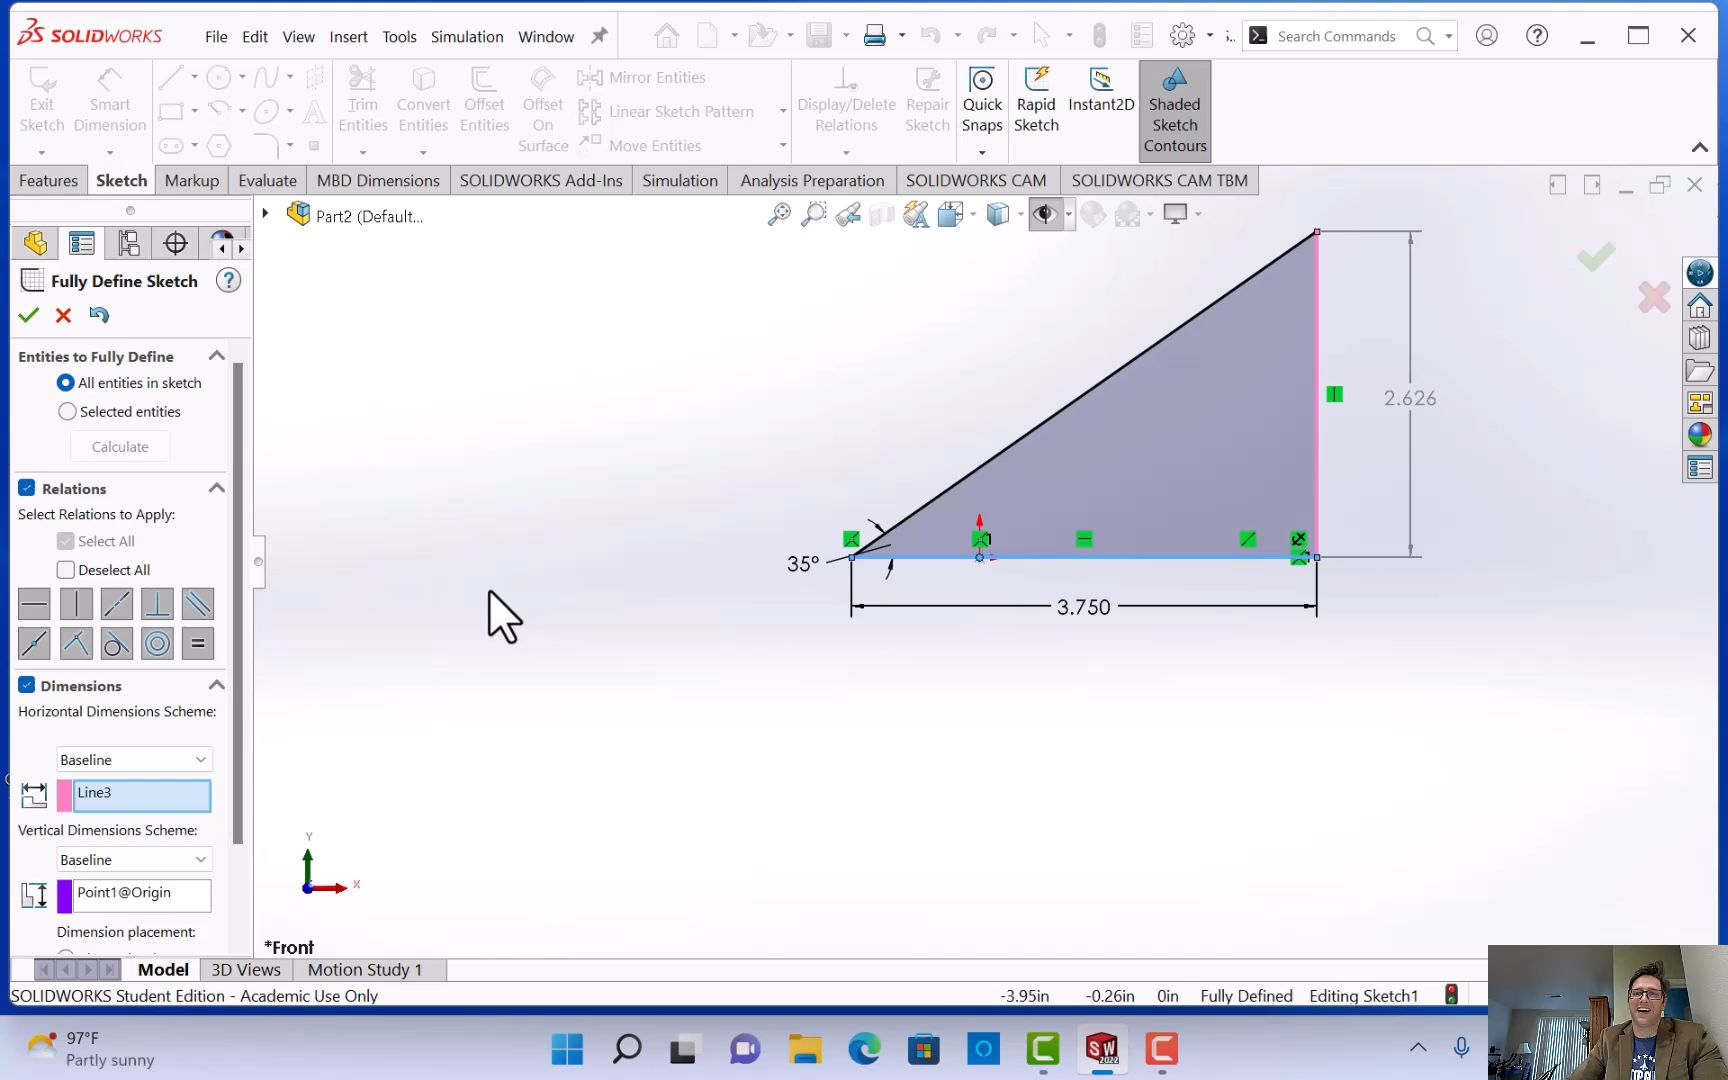 SOLIDWORKS
File Edit View Insert Tools Simulation Window
Search Commands
Exit Sketch
Smart Dimension
Trim Entities
Convert Entities
Offset Entities
Offset On Surface
Mirror Entities
Linear Sketch Pattern
Move Entities
Display/Delete Relations
Repair Sketch
Quick Snaps
Rapid Sketch
Instant2D
Shaded Sketch Contours
Features Sketch Markup Evaluate MBD Dimensions SOLIDWORKS Add-Ins Simulation Analysis Preparation SOLIDWORKS CAM SOLIDWORKS CAM TBM
Part2 (Default...
Fully Define Sketch
Entities to Fully Define
All entities in sketch
Selected entities
Calculate
Relations
Select Relations to Apply:
Select All
Deselect All
Dimensions
Horizontal Dimensions Scheme:
Baseline
Line3
Vertical Dimensions Scheme:
Baseline
Point1@Origin
Dimension placement:
2.626
35°
3.750
Y
X
*Front
Model 3D Views Motion Study 1
SOLIDWORKS Student Edition - Academic Use Only
-3.95in -0.26in 0in Fully Defined Editing Sketch1
97°F
Partly sunny
SW
2022